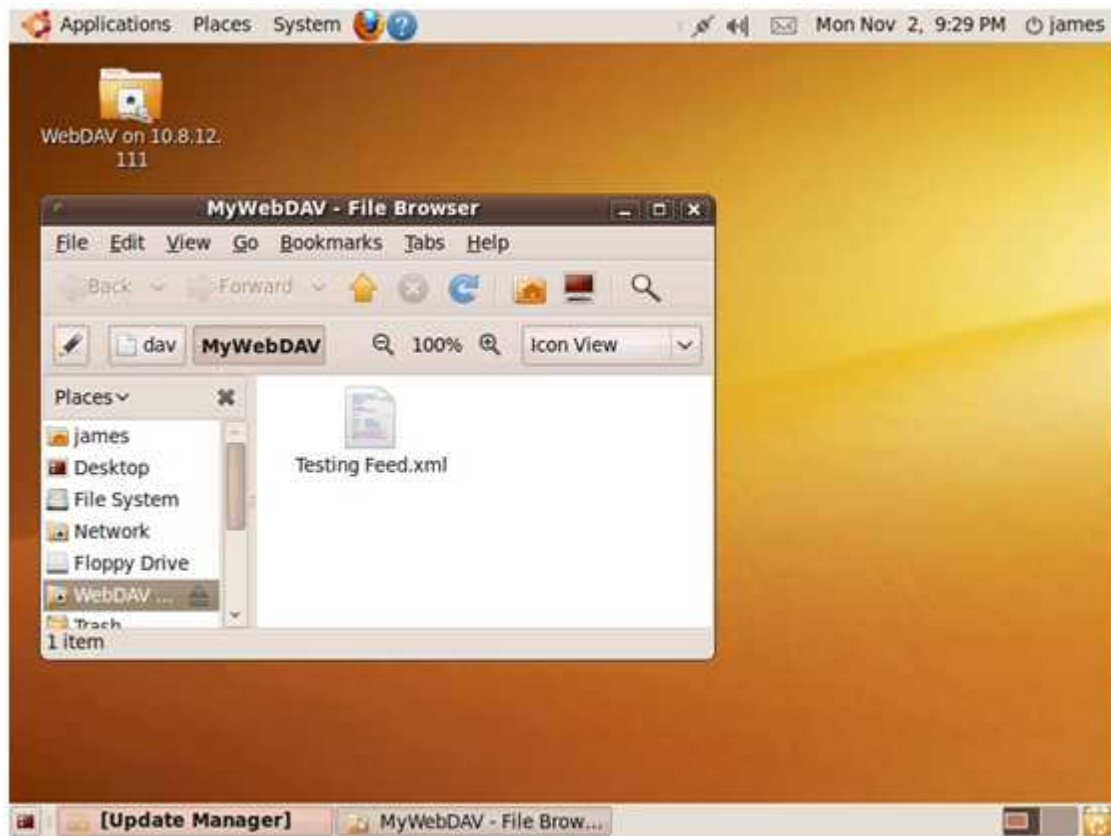 Applications Places System Mon Nov 2, 9:29 PM james
WebDAV on 10.8.12.
111
MyWebDAV - File Browser
File Edit View Go Bookmarks Tabs Help
Back Forward
dav MyWebDAV 100% Icon View
Places
james
Desktop
File System
Network
Floppy Drive
WebDAV ...
Trash
Testing Feed.xml
1 item
[Update Manager] MyWebDAV - File Brow...